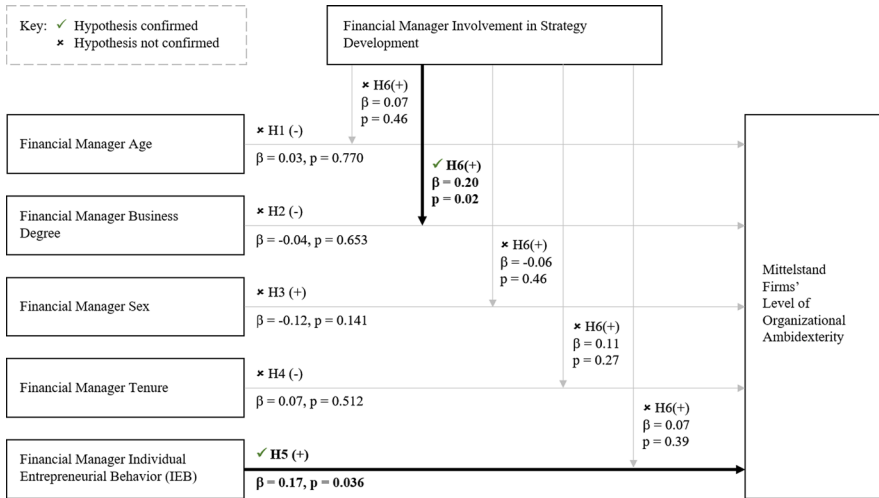 Key: ✓ Hypothesis confirmed
× Hypothesis not confirmed
Financial Manager Involvement in Strategy
Development
× H6(+)
β = 0.07
p = 0.46
Financial Manager Age
× H1 (-)
β = 0.03, p = 0.770
✓ H6(+)
β = 0.20
p = 0.02
Financial Manager Business
Degree
× H2 (-)
β = -0.04, p = 0.653
× H6(+)
β = -0.06
p = 0.46
Financial Manager Sex
× H3 (+)
β = -0.12, p = 0.141
× H6(+)
β = 0.11
p = 0.27
Financial Manager Tenure
× H4 (-)
β = 0.07, p = 0.512
× H6(+)
β = 0.07
p = 0.39
Financial Manager Individual
Entrepreneurial Behavior (IEB)
✓ H5 (+)
β = 0.17, p = 0.036
Mittelstand
Firms'
Level of
Organizational
Ambidexterity